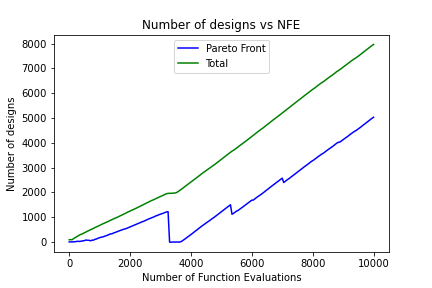 Number of designs vs NFE
Pareto Front
Total
Number of designs
8000
7000
6000
5000
4000
3000
2000
1000
0
0 2000 4000 6000 8000 10000
Number of Function Evaluations